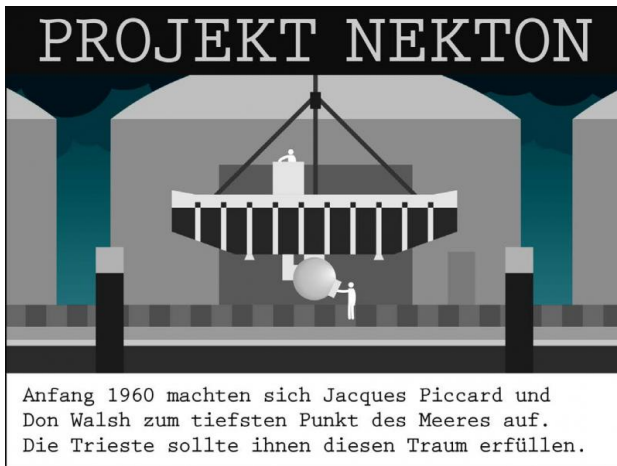 PROJEKT NEKTON
Anfang 1960 machten sich Jacques Piccard und
Don Walsh zum tiefsten Punkt des Meeres auf.
Die Trieste sollte ihnen diesen Traum erfüllen.